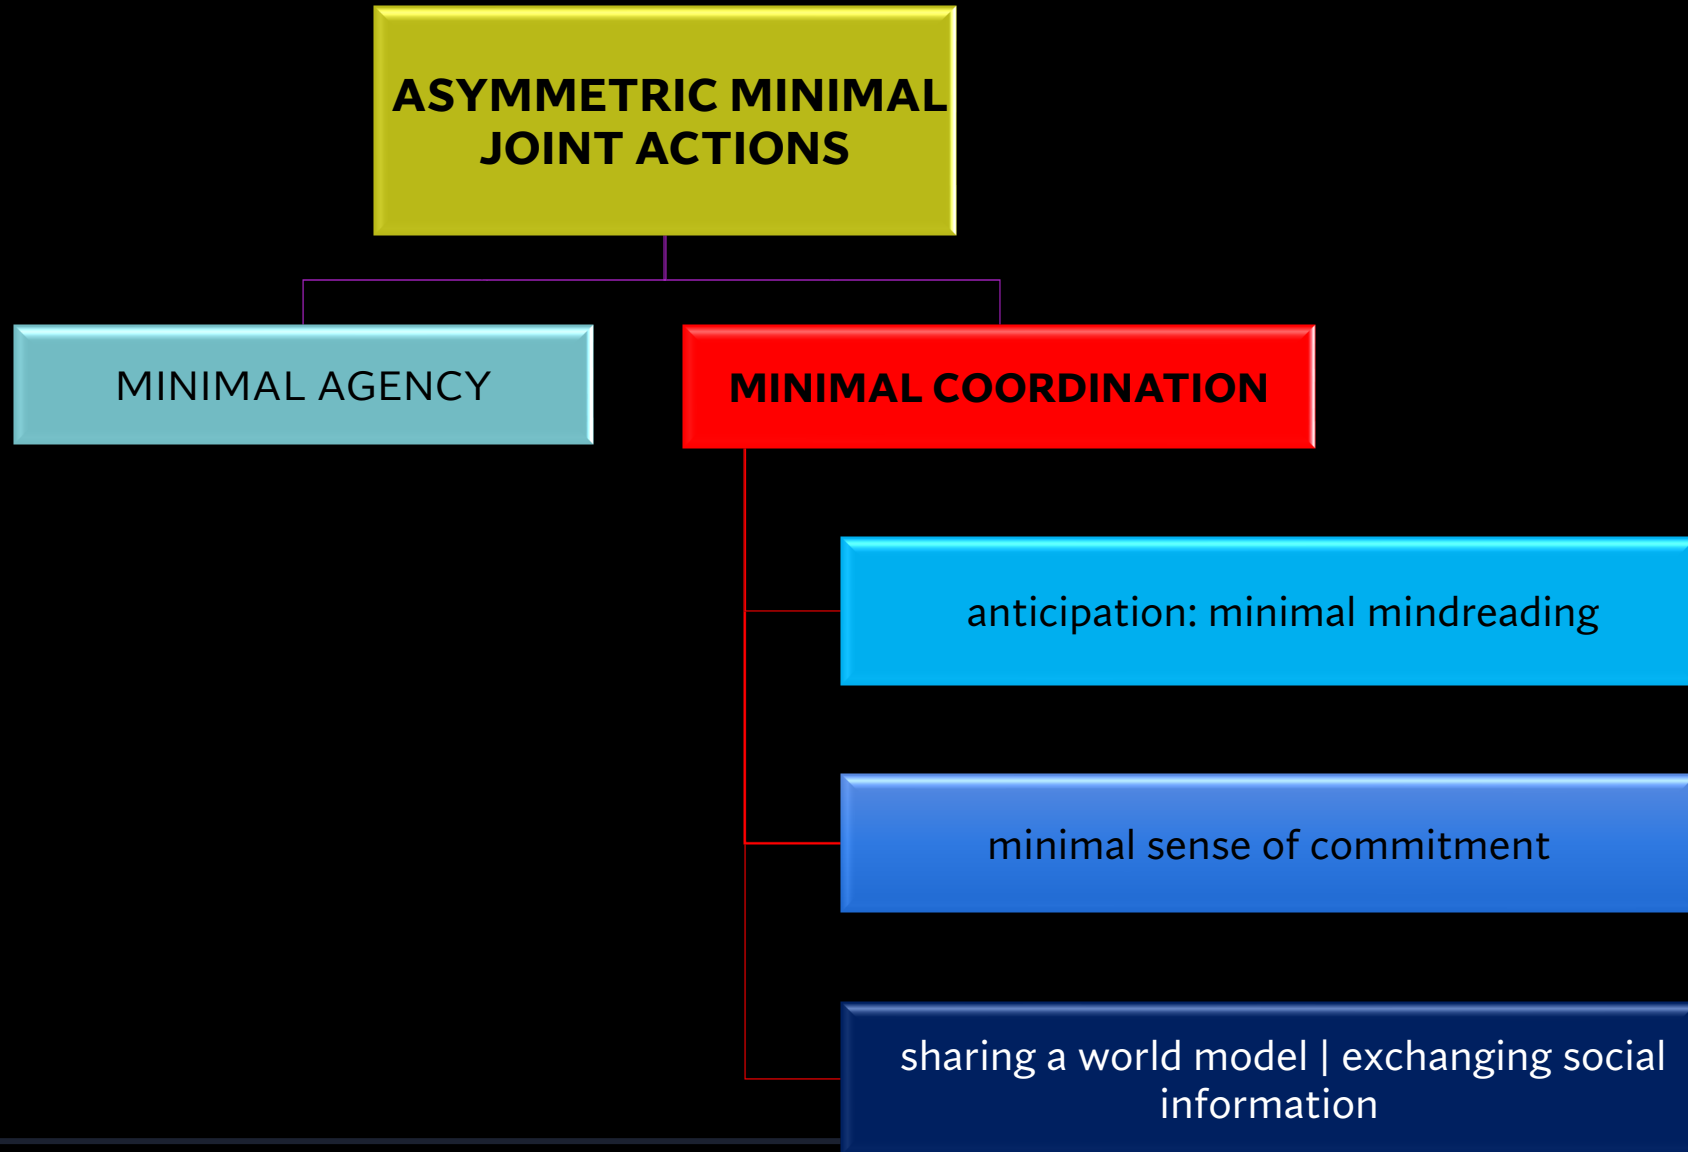 ASYMMETRIC MINIMAL
JOINT ACTIONS
MINIMAL AGENCY
MINIMAL COORDINATION
anticipation: minimal mindreading
minimal sense of commitment
sharing a world model | exchanging social
information